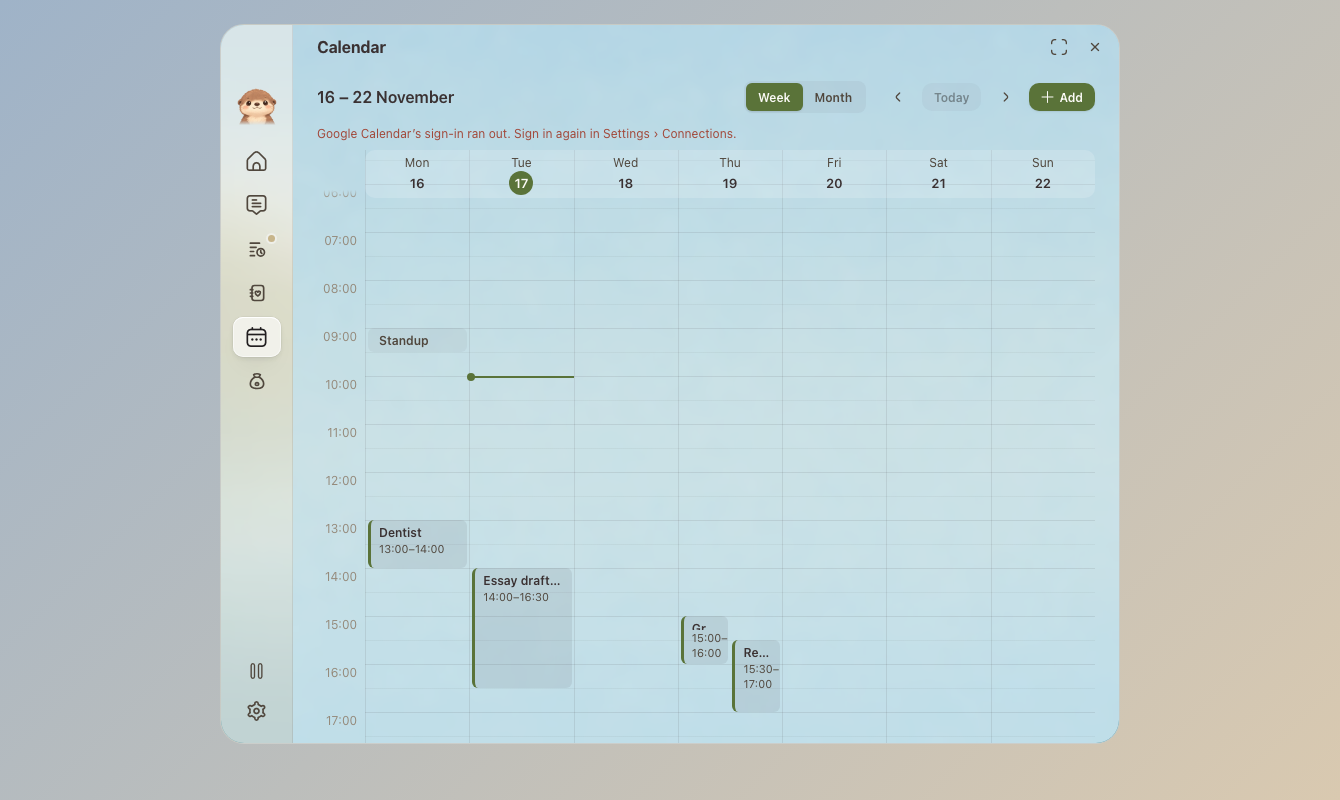 Calendar
16 – 22 November
Week
Month
Today
Add
Google Calendar's sign-in ran out. Sign in again in Settings › Connections.
Mon
Tue
Wed
Thu
Fri
Sat
Sun
16
17
18
19
20
21
22
07:00
08:00
09:00
Standup
10:00
11:00
12:00
13:00
Dentist
13:00–14:00
14:00
Essay draft...
14:00–16:30
15:00
Gr
15:00–
16:00
Re...
15:30–
17:00
16:00
17:00